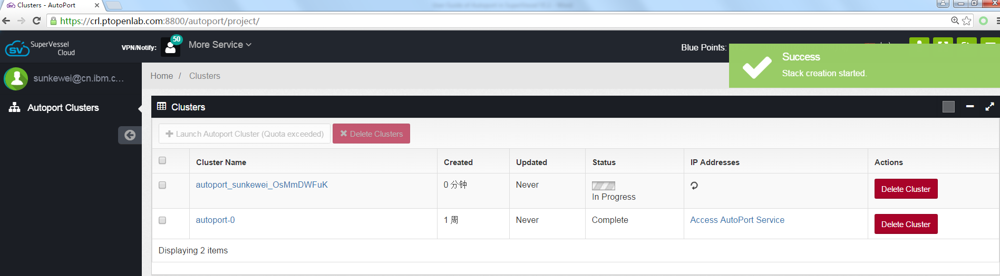 Clusters - AutoPort
https://crl.ptopenlab.com:8800/autoport/project/
SV
SuperVessel
Cloud
VPN/Notify:
50
More Service
Blue Points:
Success
Stack creation started.
sunkewei@cn.ibm.c...
Home / Clusters
Autoport Clusters
Clusters
Launch Autoport Cluster (Quota exceeded)
Delete Clusters
Cluster Name Created Updated Status IP Addresses Actions
autoport_sunkewei_OsMmDWFuK 0 分钟 Never In Progress Delete Cluster
autoport-0 1 周 Never Complete Access AutoPort Service Delete Cluster
Displaying 2 items